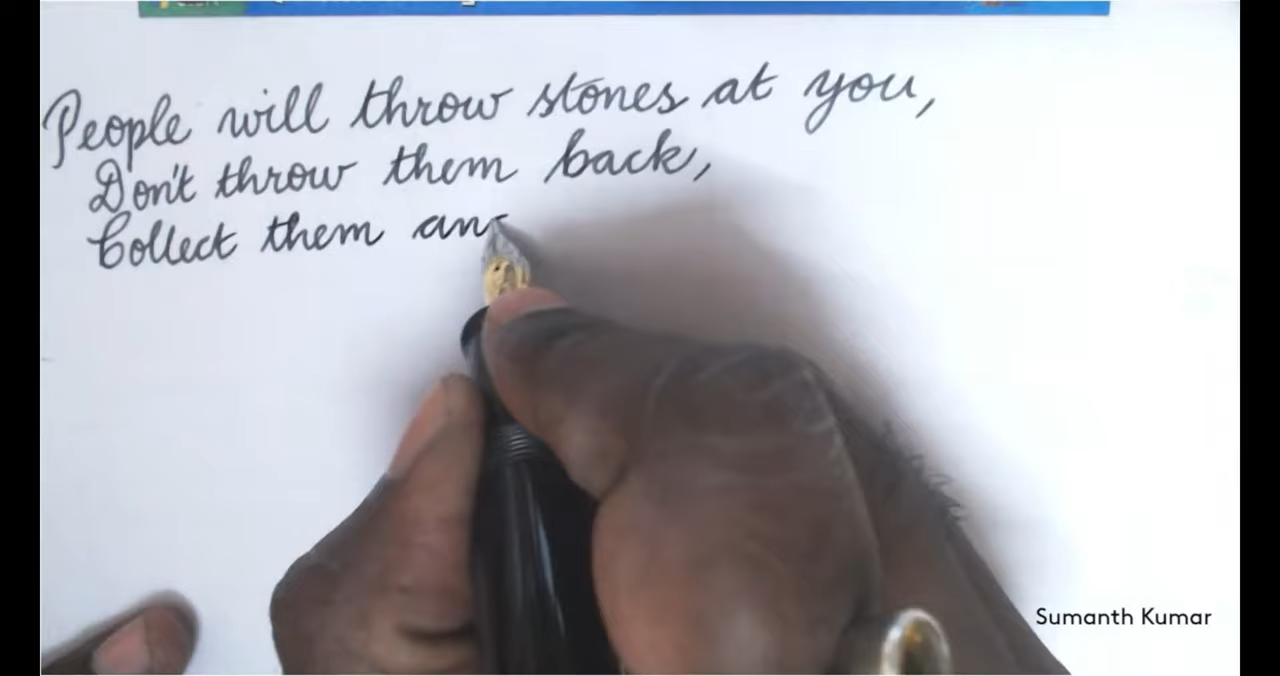 People will throw stones at you,
Don't throw them back,
Collect them an
Sumanth Kumar